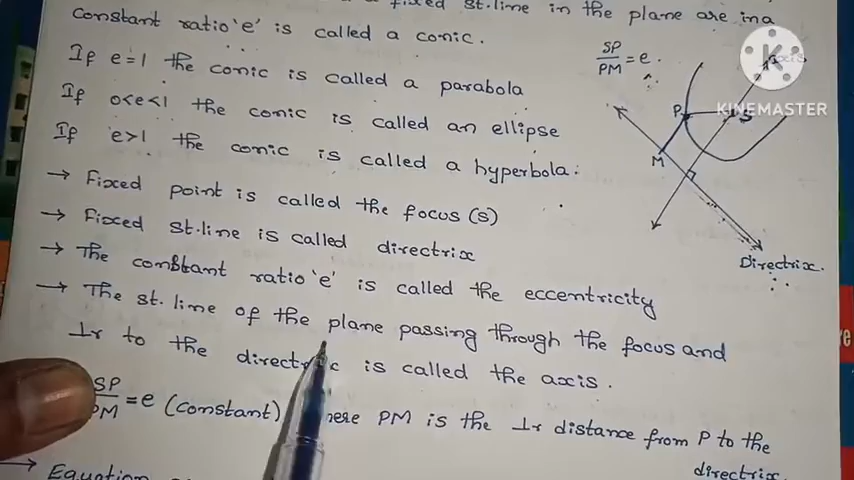 fixed st.line in the plane are in a
constant ratio 'e' is called a conic.
If e=1 the conic is called a parabola
If 0<e<1 the conic is called an ellipse
If e>1 the conic is called a hyperbola.
→ Fixed point is called the focus (s)
→ Fixed st.line is called directrix
→ The constant ratio 'e' is called the eccentricity
→ The st. line of the plane passing through the focus and
⊥r to the directrix is called the axis.
SP/PM = e (constant) here PM is the ⊥r distance from P to the
directrix.
→ Equation
SP/PM = e.
P
S
M
Directrix.
K
KINEMASTER